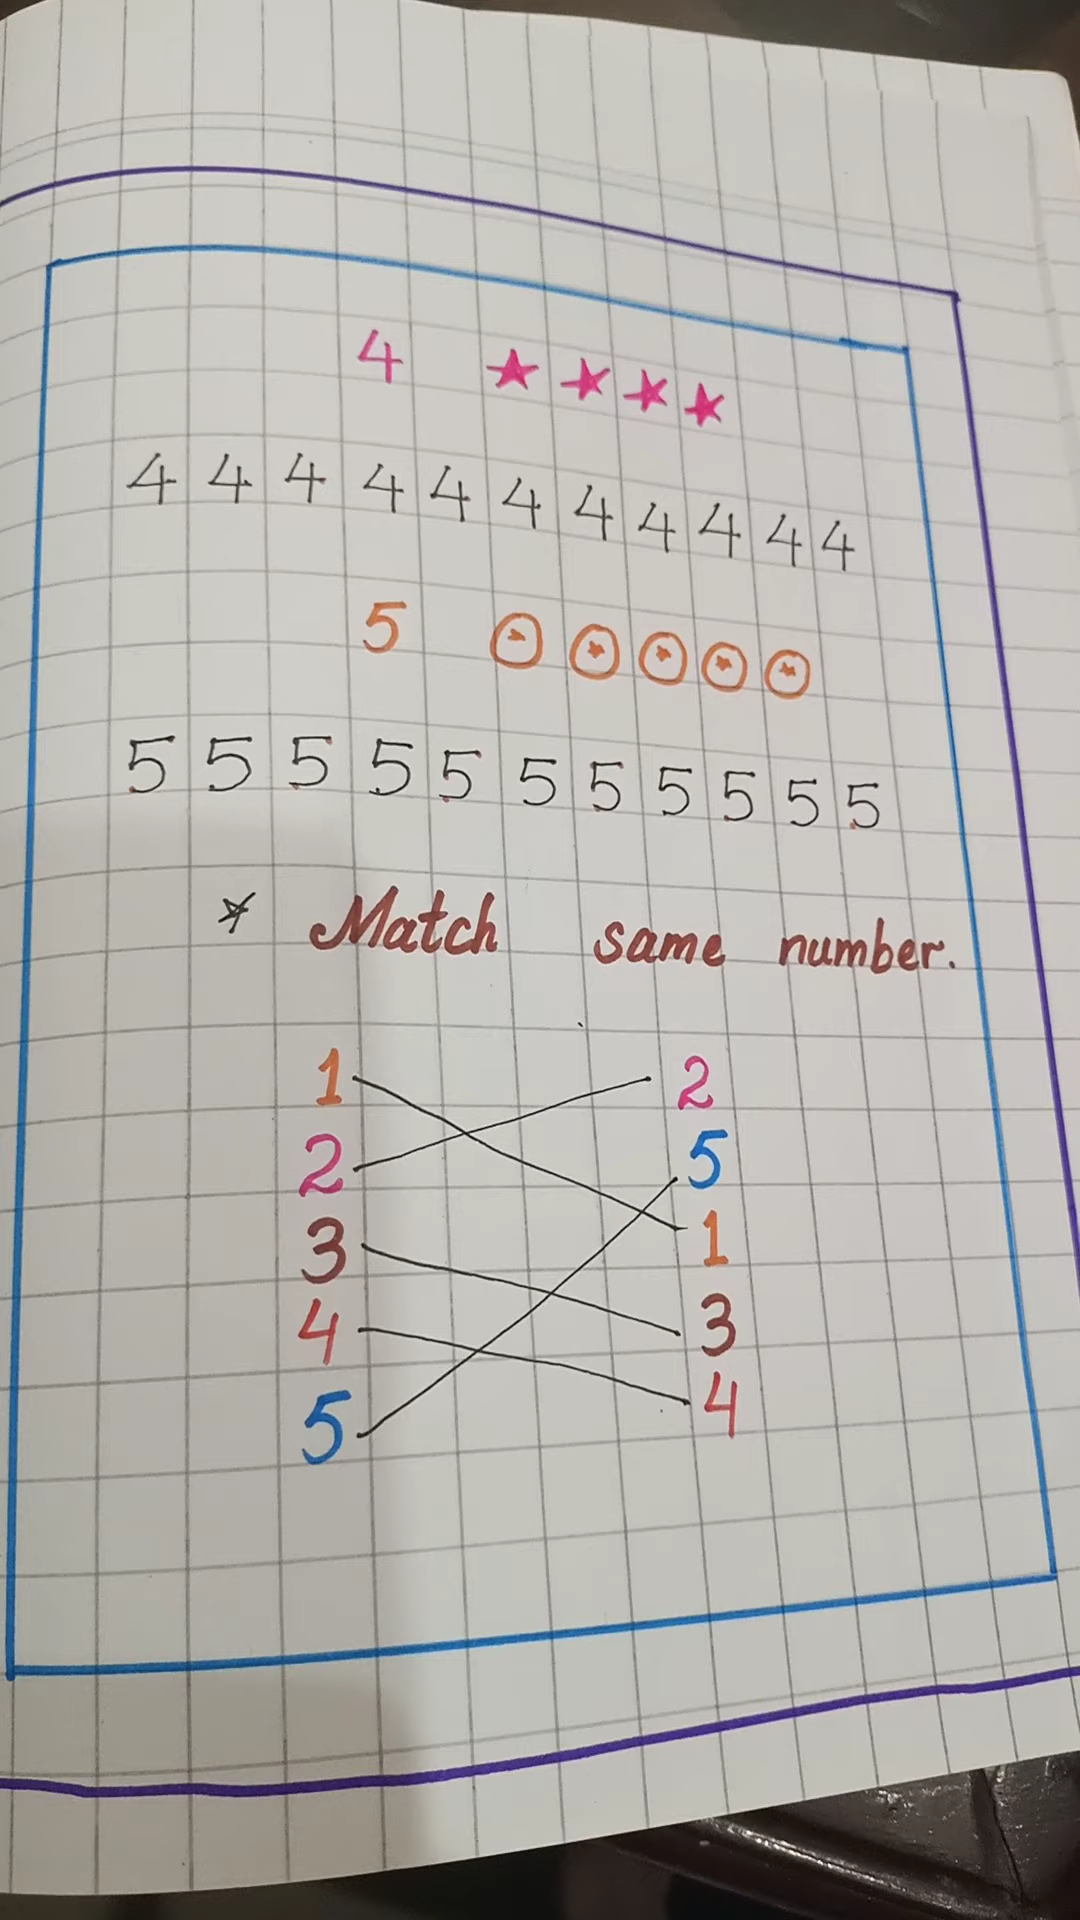 4 ★ ★ ★ ★
4 4 4 4 4 4 4 4 4 4 4
5
5 5 5 5 5 5 5 5 5 5 5
* Match same number.
1 2
2 5
3 1
4 3
5 4